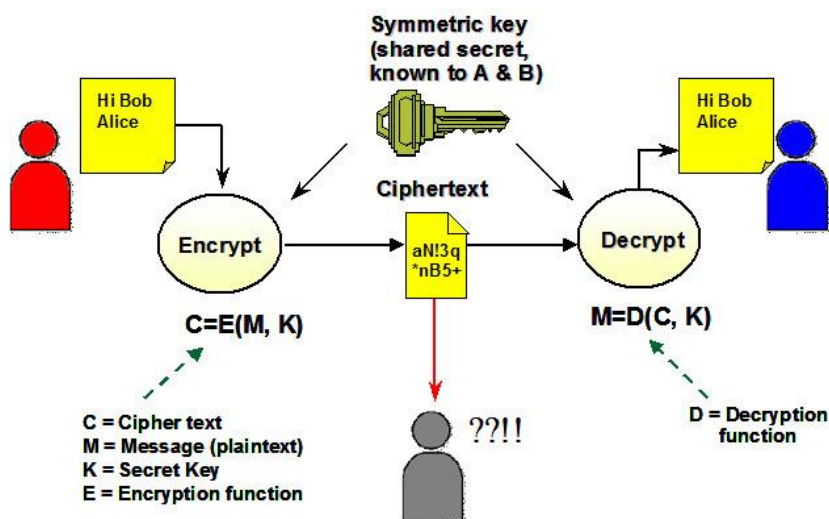 Symmetric key
(shared secret,
known to A & B)
Hi Bob
Alice
Hi Bob
Alice
Ciphertext
Encrypt
aN!3q
*nB5+
Decrypt
C=E(M, K)
M=D(C, K)
C = Cipher text
M = Message (plaintext)
K = Secret Key
E = Encryption function
??!!
D = Decryption
function